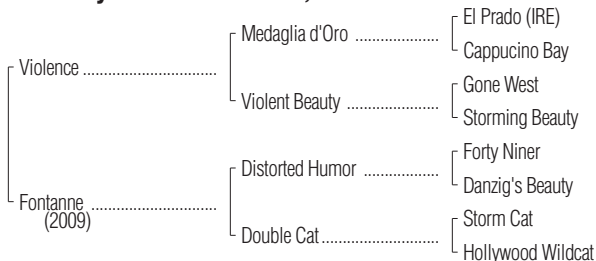 El Prado (IRE)
Medaglia d'Oro ....................
Cappucino Bay
Violence ................................
Gone West
Violent Beauty ......................
Storming Beauty
Forty Niner
Distorted Humor ..................
Danzig's Beauty
Fontanne ..............................
(2009)
Storm Cat
Double Cat............................
Hollywood Wildcat